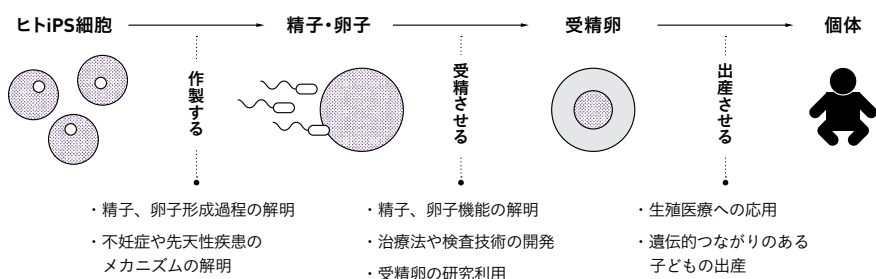 ヒトiPS細胞
精子・卵子
受精卵
個体
作製する
受精させる
出産させる
・精子、卵子形成過程の解明
・不妊症や先天性疾患の
メカニズムの解明
・精子、卵子機能の解明
・治療法や検査技術の開発
・受精卵の研究利用
・生殖医療への応用
・遺伝的つながりのある
子どもの出産